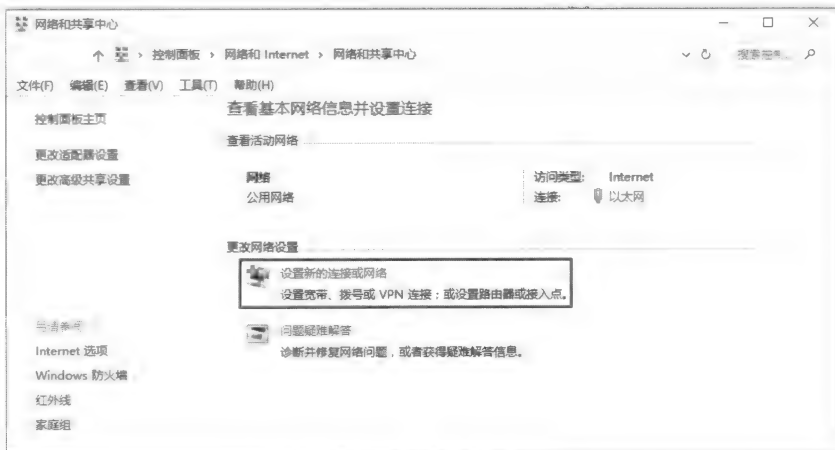 网络和共享中心
↑ › 控制面板 › 网络和 Internet › 网络和共享中心
文件(F) 编辑(E) 查看(V) 工具(T) 帮助(H)
控制面板主页
更改适配器设置
更改高级共享设置
查看基本网络信息并设置连接
查看活动网络
网络
公用网络
访问类型: Internet
连接: 以太网
更改网络设置
设置新的连接或网络
设置宽带、拨号或 VPN 连接；或设置路由器或接入点。
问题疑难解答
诊断并修复网络问题，或者获得疑难解答信息。
Internet 选项
Windows 防火墙
红外线
家庭组